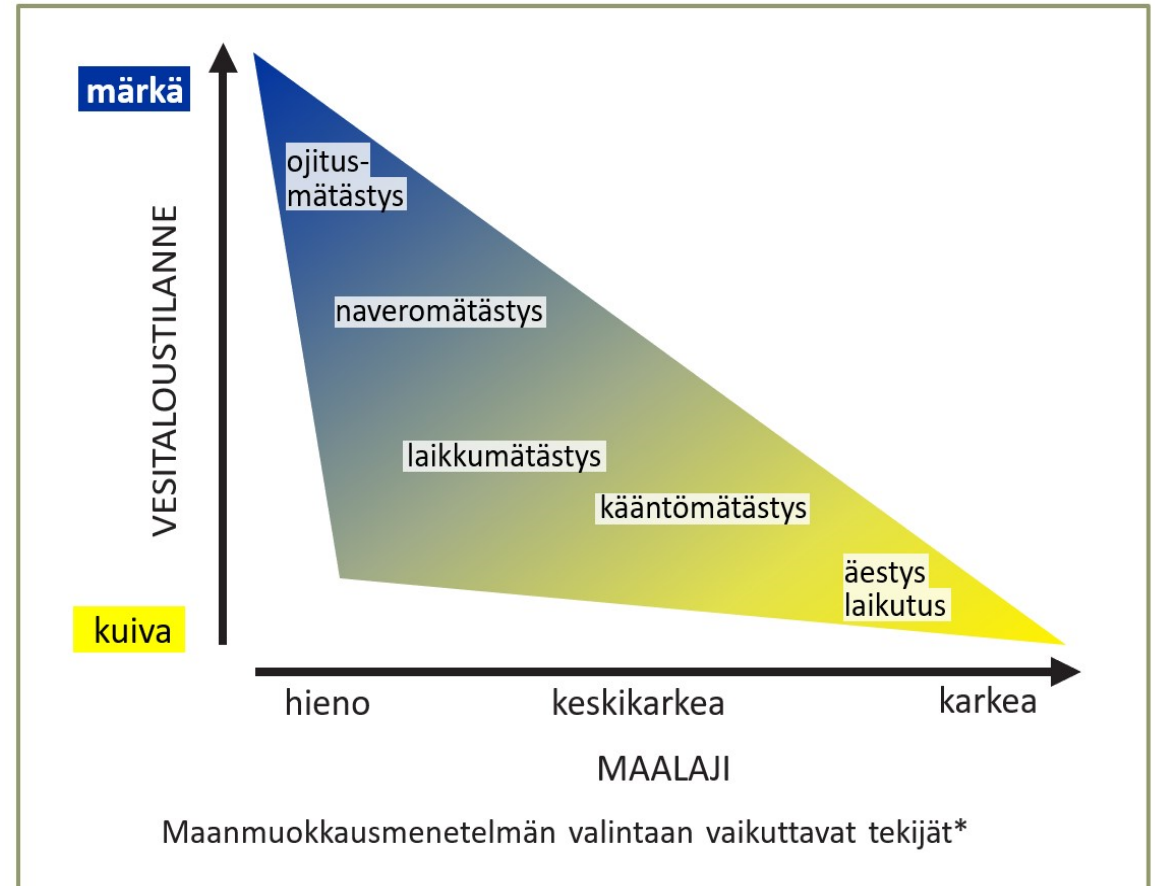 märkä
VESITALOUSTILANNE
ojitus-
mätästys
naveromätästys
laikkumätästys
kääntömätästys
äestys
laikutus
kuiva
hieno
keskikarkea
karkea
MAALAJI
Maanmuokkausmenetelmän valintaan vaikuttavat tekijät*